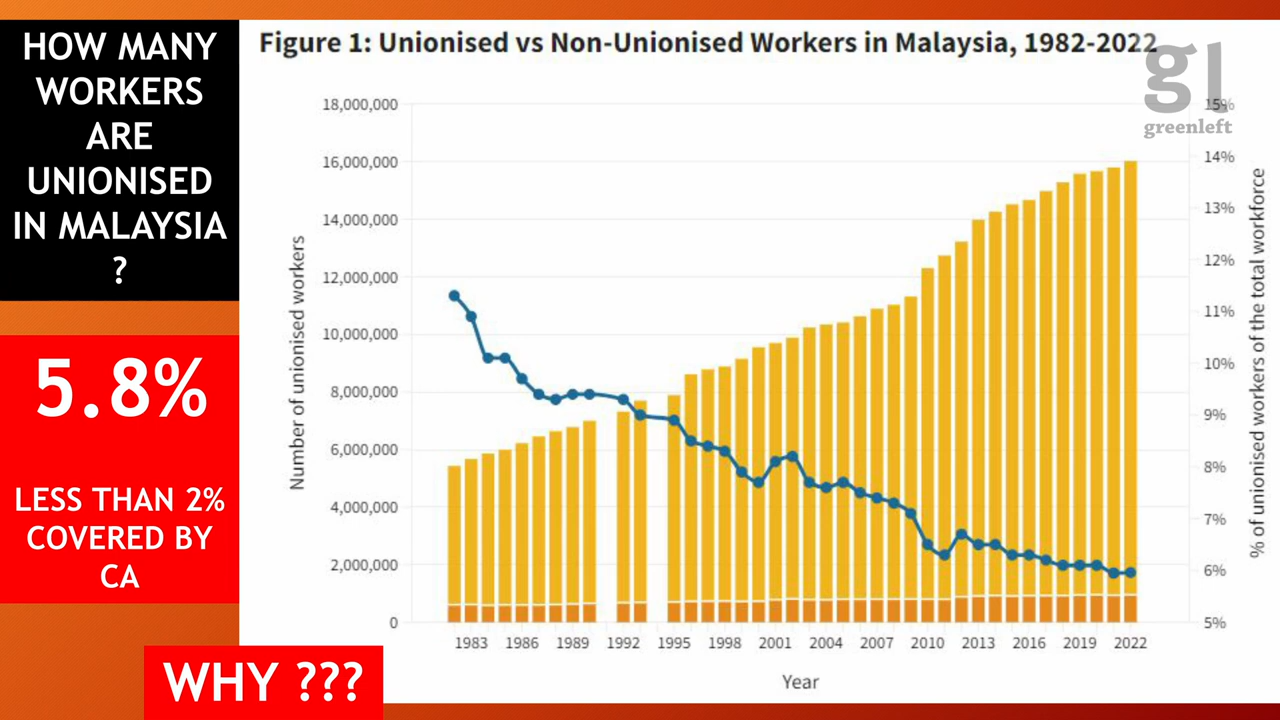 HOW MANY
WORKERS
ARE
UNIONISED
IN MALAYSIA
?
5.8%
LESS THAN 2%
COVERED BY
CA
WHY ???
Figure 1: Unionised vs Non-Unionised Workers in Malaysia, 1982-2022
gl
greenleft
Number of unionised workers
18,000,000
16,000,000
14,000,000
12,000,000
10,000,000
8,000,000
6,000,000
4,000,000
2,000,000
0
15%
14%
13%
12%
11%
10%
9%
8%
7%
6%
5%
% of unionised workers of the total workforce
1983 1986 1989 1992 1995 1998 2001 2004 2007 2010 2013 2016 2019 2022
Year